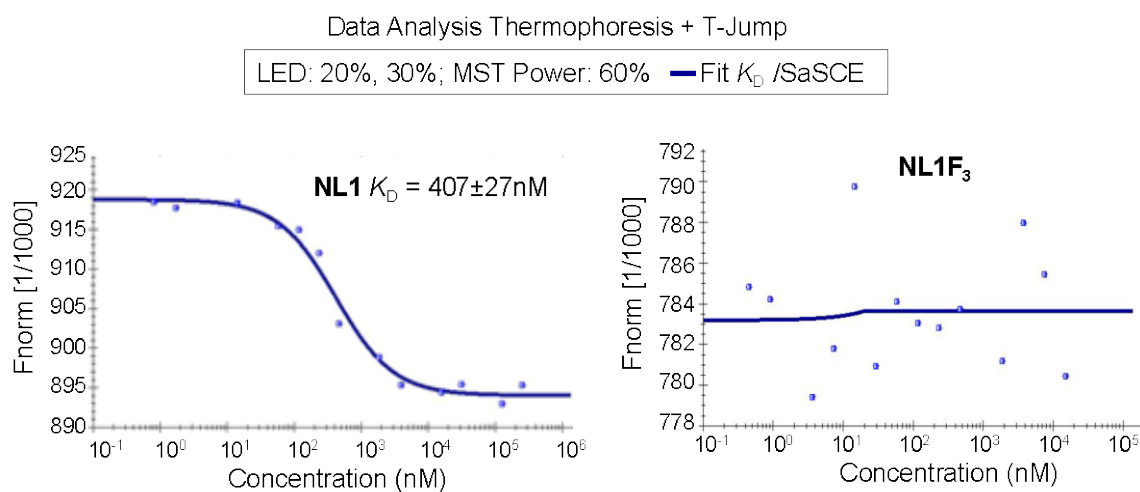 Data Analysis Thermophoresis + T-Jump
LED: 20%, 30%; MST Power: 60% Fit K_D /SaSCE
925
920
915
910
905
900
895
890
Fnorm [1/1000]
NL1 K_D = 407±27nM
10⁻¹ 10⁰ 10¹ 10² 10³ 10⁴ 10⁵ 10⁶
Concentration (nM)
792
790
788
786
784
782
780
778
Fnorm [1/1000]
NL1F₃
10⁻¹ 10⁰ 10¹ 10² 10³ 10⁴ 10⁵
Concentration (nM)